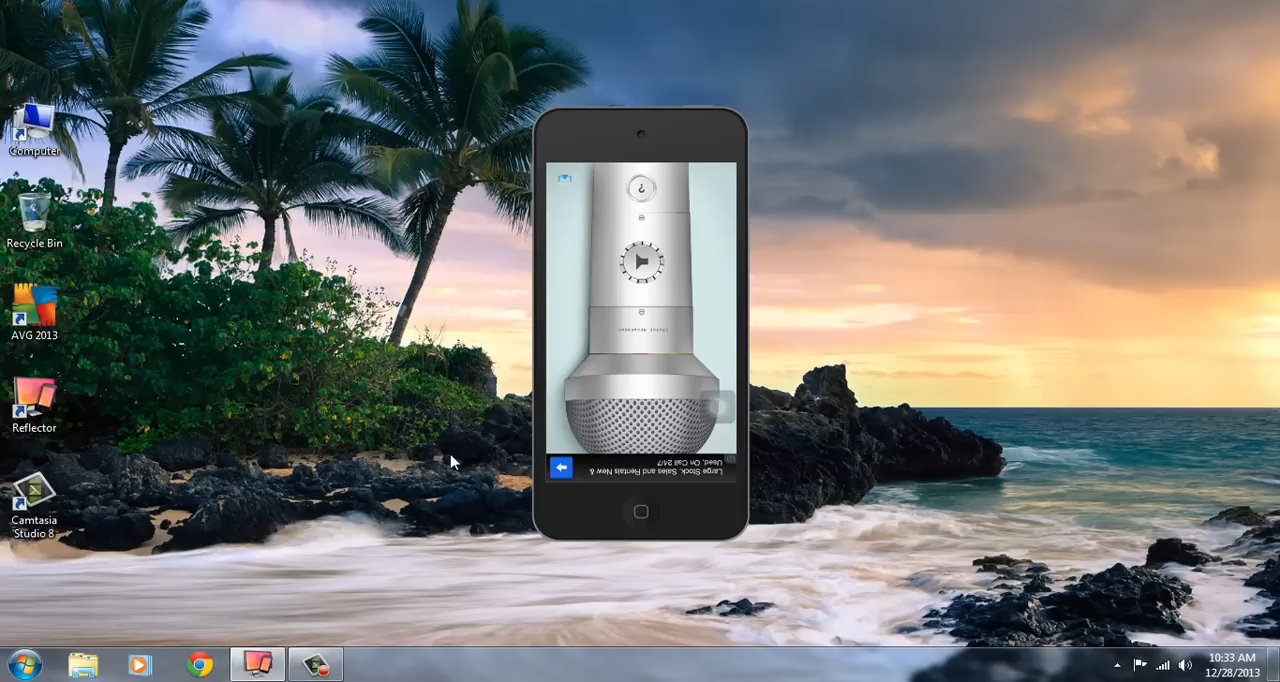 Computer
Recycle Bin
AVG 2013
Reflector
Camtasia
Studio 8
?
Large Stock, Sales and Rentals New &
Used, On Call 24/7
10:33 AM
12/28/2013